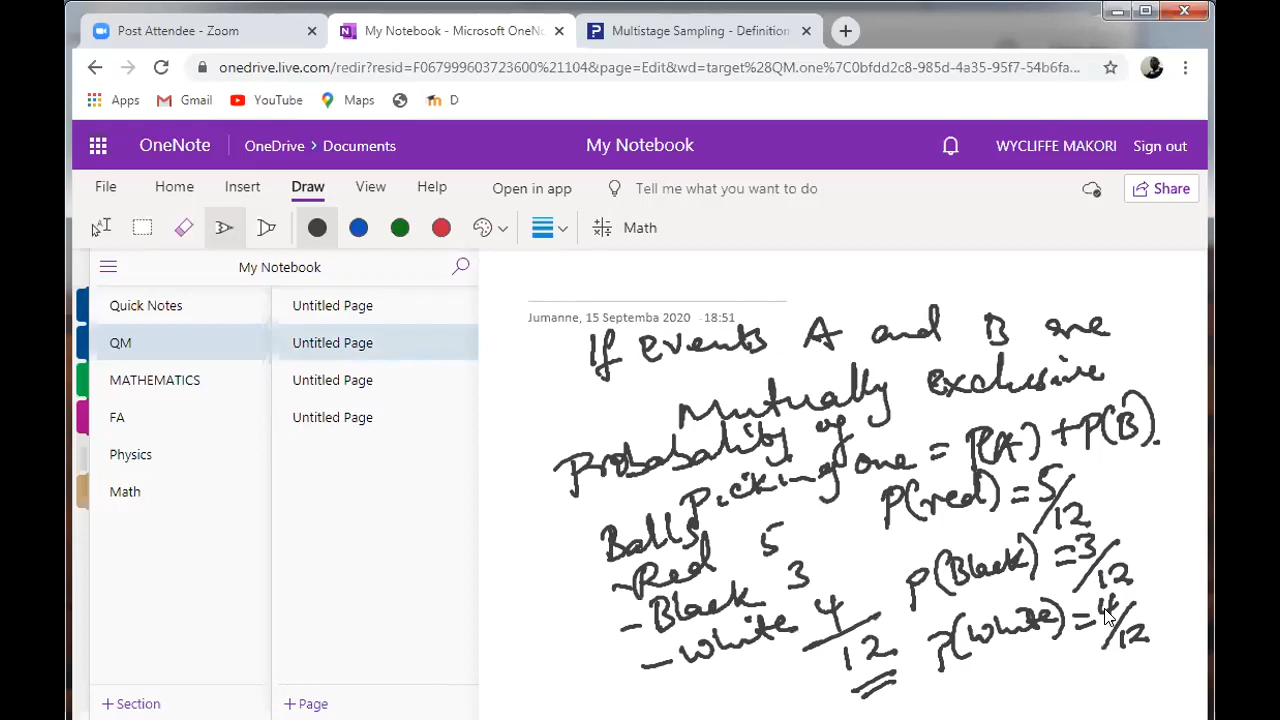 Post Attendee - Zoom
My Notebook - Microsoft OneNo
Multistage Sampling - Definition
onedrive.live.com/redir?resid=F067999603723600%21104&page=Edit&wd=target%28QM.one%7C0bfdd2c8-985d-4a35-95f7-54b6fa...
Apps Gmail YouTube Maps D
OneNote OneDrive > Documents My Notebook WYCLIFFE MAKORI Sign out
File Home Insert Draw View Help Open in app Tell me what you want to do Share
Math
My Notebook
Quick Notes Untitled Page
QM Untitled Page
MATHEMATICS Untitled Page
FA Untitled Page
Physics
Math
+ Section + Page
Jumanne, 15 Septemba 2020 18:51
If events A and B are
Mutually exclusive
Probability of
picking one = P(A) + P(B).
Balls
- Red 5
- Black 3
- White 4
12
P(red) = 5/12
P(Black) = 3/12
P(White) = 4/12